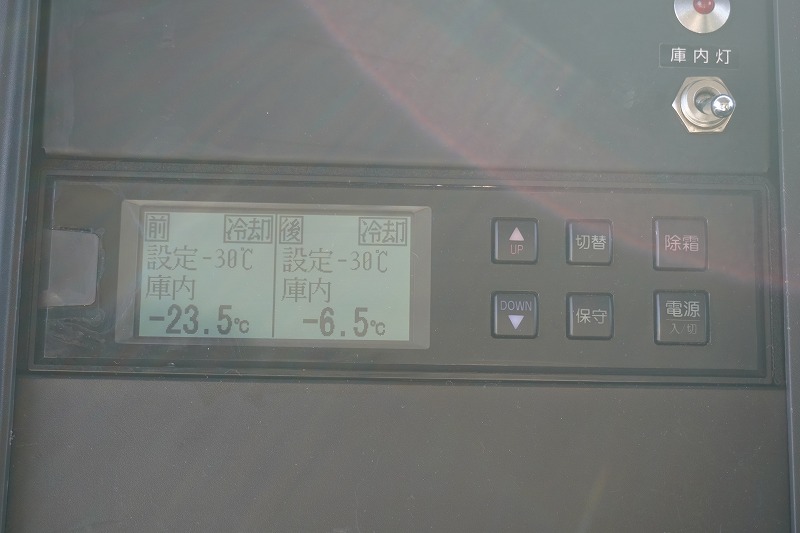 庫内灯
前 冷却
設定-30℃
庫内
-23.5℃
後 冷却
設定-30℃
庫内
-6.5℃
UP
切替
除霜
DOWN
保守
電源
入/切